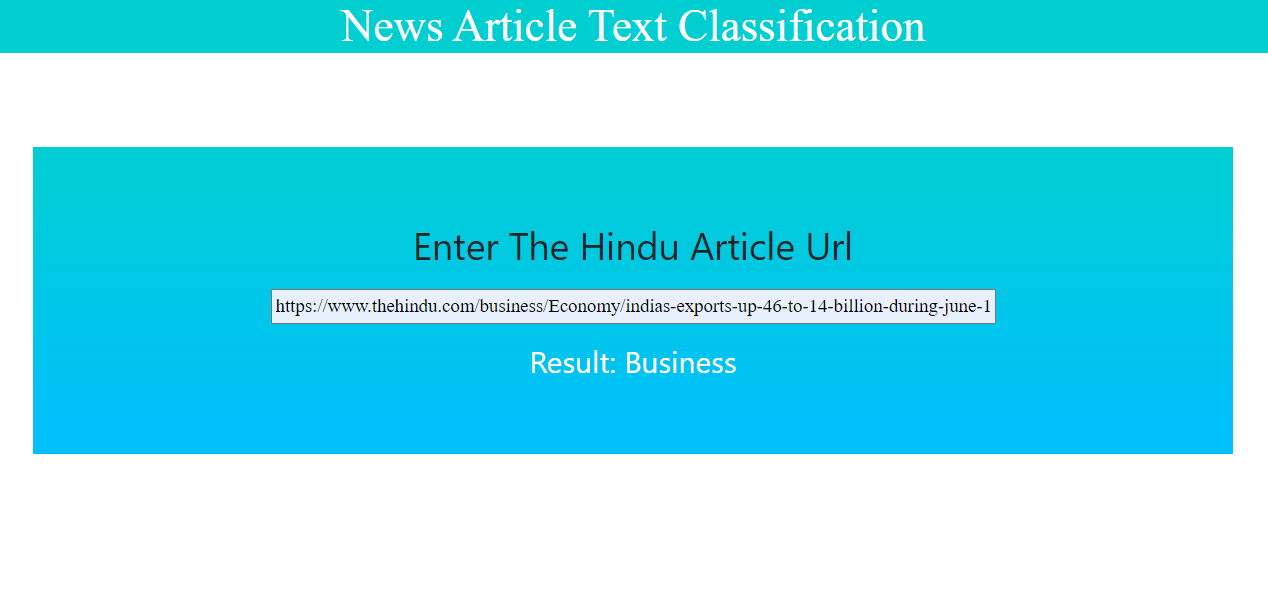 News Article Text Classification
Enter The Hindu Article Url
https://www.thehindu.com/business/Economy/indias-exports-up-46-to-14-billion-during-june-1
Result: Business